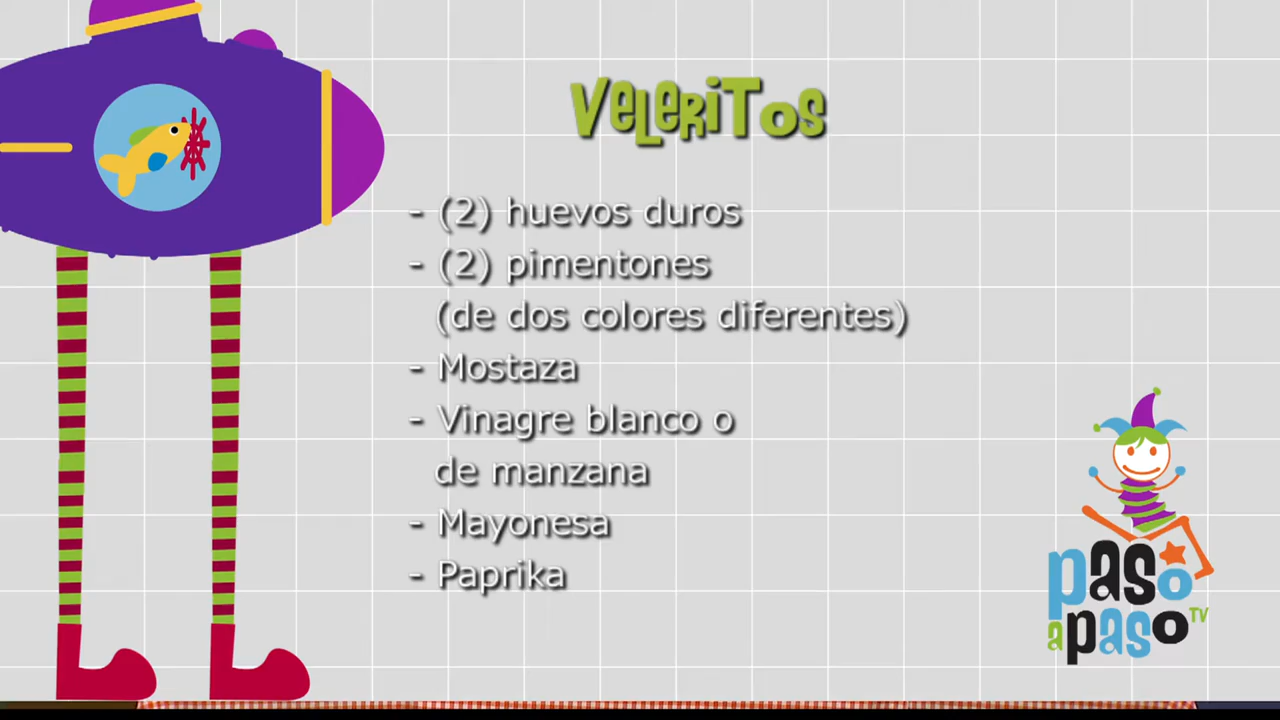 VeLeRiTos
- (2) huevos duros
- (2) pimentones
(de dos colores diferentes)
- Mostaza
- Vinagre blanco o
de manzana
- Mayonesa
- Paprika
paso
apaso TV